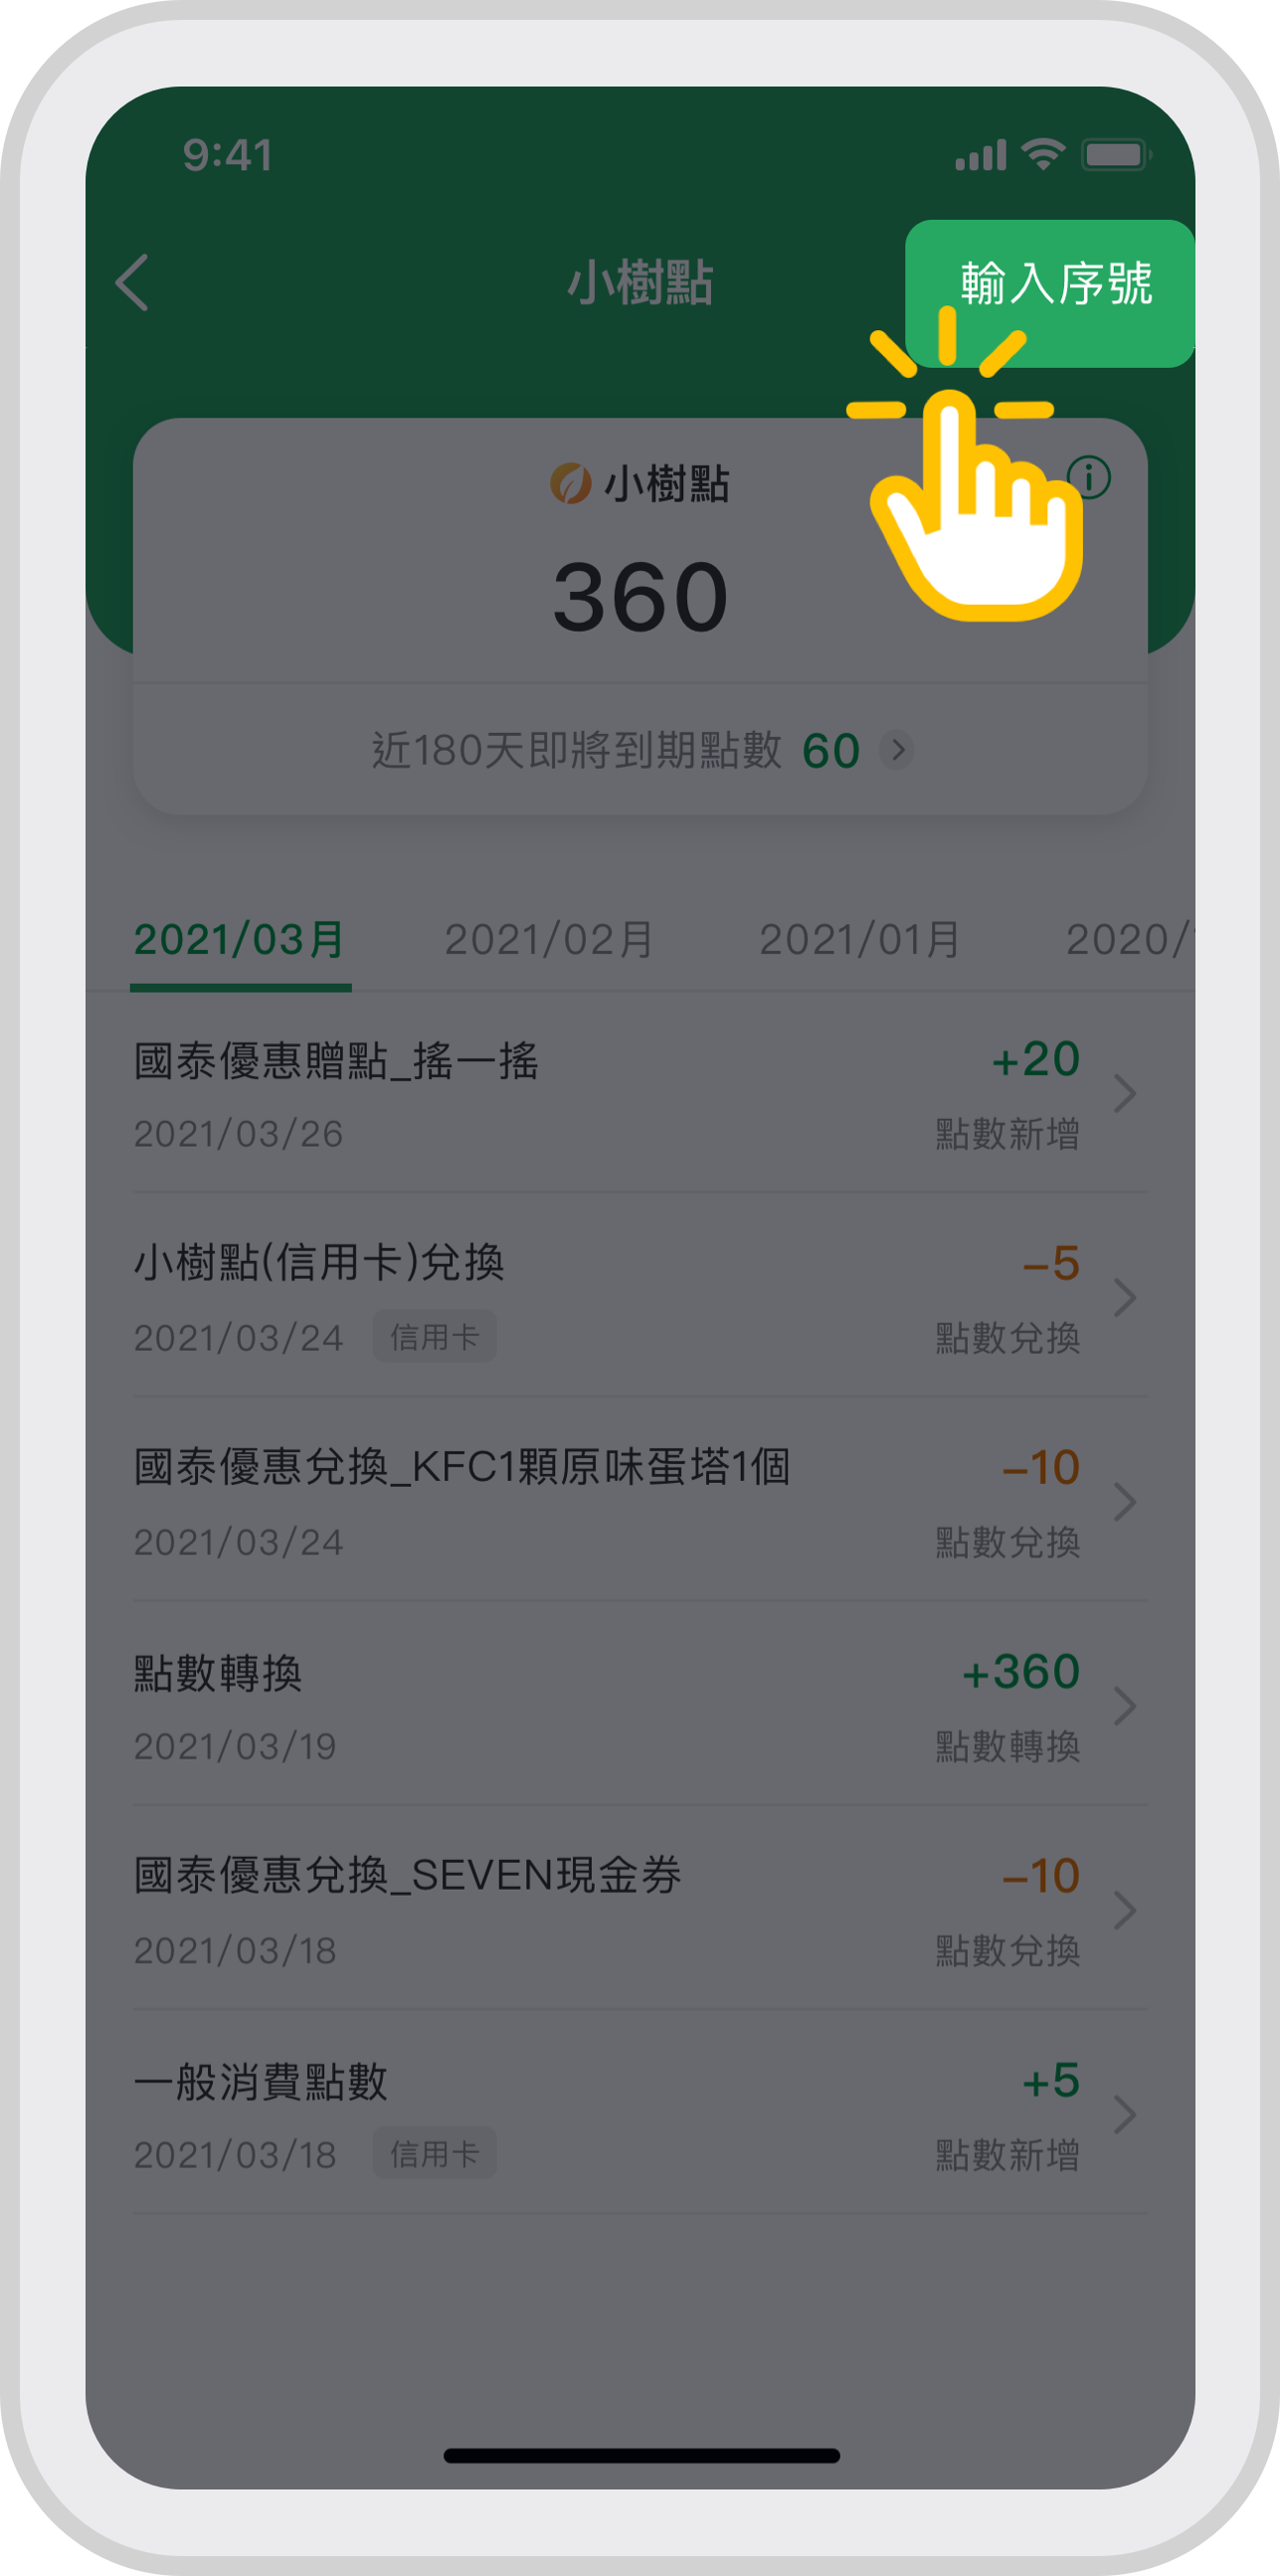 9:41
小樹點
輸入序號
小樹點
360
近180天即將到期點數 60
2021/03月 2021/02月 2021/01月 2020/
國泰優惠贈點_搖一搖 +20
2021/03/26 點數新增
小樹點(信用卡)兌換 -5
2021/03/24 信用卡 點數兌換
國泰優惠兌換_KFC1顆原味蛋塔1個 -10
2021/03/24 點數兌換
點數轉換 +360
2021/03/19 點數轉換
國泰優惠兌換_SEVEN現金券 -10
2021/03/18 點數兌換
一般消費點數 +5
2021/03/18 信用卡 點數新增